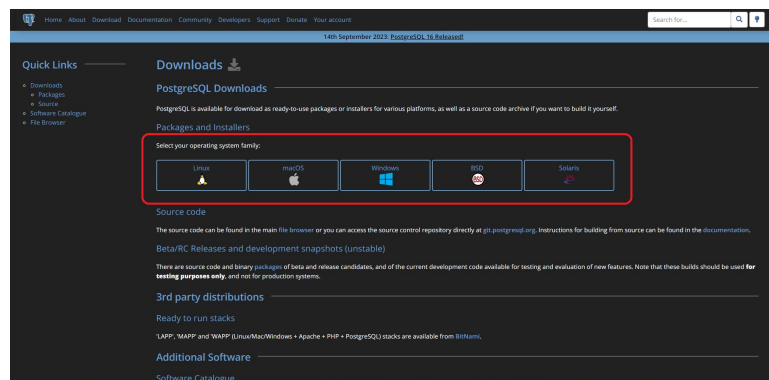 Home About Download Documentation Community Developers Support Donate Your account
Search for...
14th September 2023: PostgreSQL 16 Released!
Quick Links
Downloads
Packages
Source
Software Catalogue
File Browser
Downloads
PostgreSQL Downloads
PostgreSQL is available for download as ready-to-use packages or installers for various platforms, as well as a source code archive if you want to build it yourself.
Packages and Installers
Select your operating system family:
Linux
macOS
Windows
BSD
BSD
Solaris
Source code
The source code can be found in the main file browser or you can access the source control repository directly at git.postgresql.org. Instructions for building from source can be found in the documentation.
Beta/RC Releases and development snapshots (unstable)
There are source code and binary packages of beta and release candidates, and of the current development code available for testing and evaluation of new features. Note that these builds should be used for
testing purposes only, and not for production systems.
3rd party distributions
Ready to run stacks
'LAPP', 'MAPP' and 'WAPP' (Linux/Mac/Windows + Apache + PHP + PostgreSQL) stacks are available from BitNami.
Additional Software
Software Catalogue